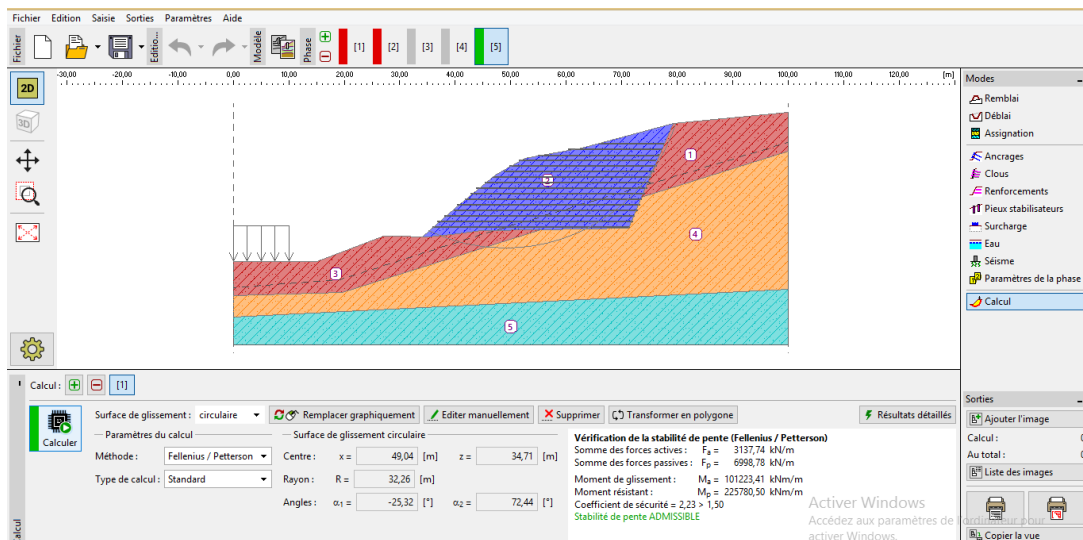 Fichier Edition Saisie Sorties Paramètres Aide
Fichier
Editio...
Modèle
Phase
[1] [2] [3] [4] [5]
2D
3D
-30,00 -20,00 -10,00 0,00 10,00 20,00 30,00 40,00 50,00 60,00 70,00 80,00 90,00 100,00 110,00 120,00 [m]
1
2
3
4
5
Modes
Remblai
Déblai
Assignation
Ancrages
Clous
Renforcements
Pieux stabilisateurs
Surcharge
Eau
Séisme
Paramètres de la phase
Calcul
Calcul : [1]
Calculer
Surface de glissement : circulaire
Remplacer graphiquement
Editer manuellement
Supprimer
Transformer en polygone
Résultats détaillés
Paramètres du calcul
Méthode : Fellenius / Petterson
Type de calcul : Standard
Surface de glissement circulaire
Centre : x = 49,04 [m] z = 34,71 [m]
Rayon : R = 32,26 [m]
Angles : α1 = -25,32 [°] α2 = 72,44 [°]
Vérification de la stabilité de pente (Fellenius / Petterson)
Somme des forces actives : Fa = 3137,74 kN/m
Somme des forces passives : Fp = 6998,78 kN/m
Moment de glissement : Ma = 101223,41 kNm/m
Moment résistant : Mp = 225780,50 kNm/m
Coefficient de sécurité = 2,23 > 1,50
Stabilité de pente ADMISSIBLE
Activer Windows
Accédez aux paramètres de l'ordinateur pour
activer Windows.
Sorties
Ajouter l'image
Calcul :
Au total :
Liste des images
Copier la vue